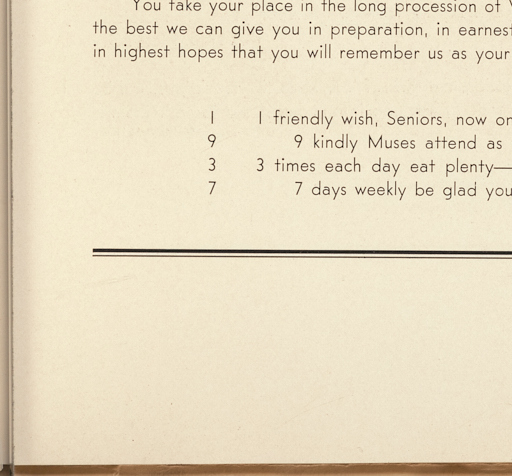 You take your place in the long procession of
the best we can give you in preparation, in earnest
in highest hopes that you will remember us as your
1 1 friendly wish, Seniors, now or
9 9 kindly Muses attend as
3 3 times each day eat plenty—
7 7 days weekly be glad you